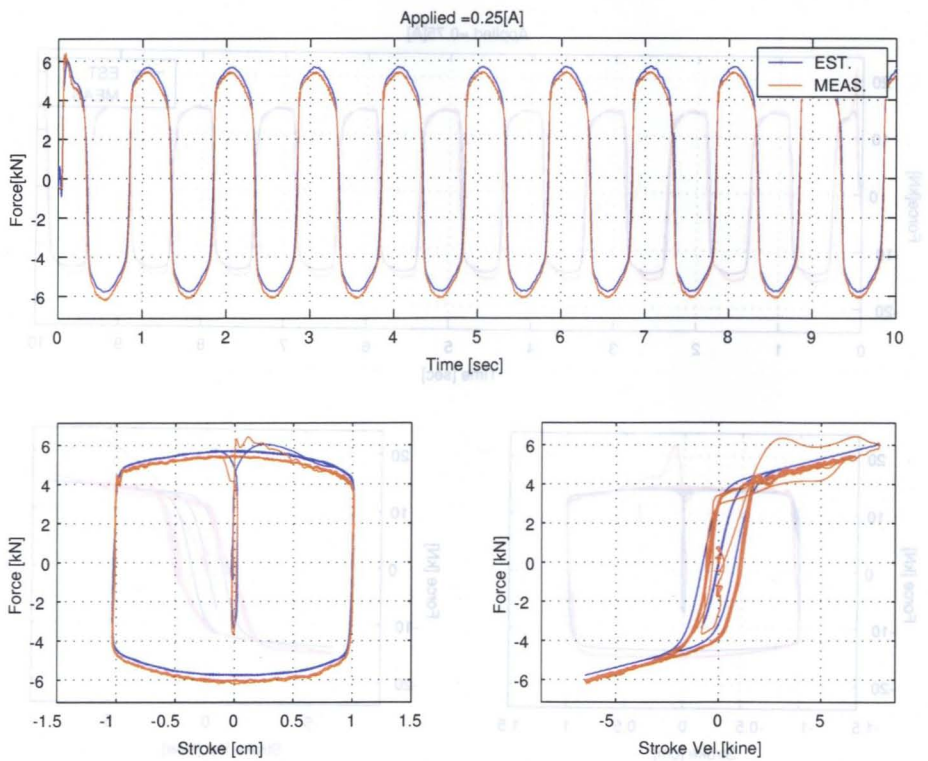 Applied =0.25[A]
6
4
2
0
-2
-4
-6
Force[kN]
EST.
MEAS.
0 1 2 3 4 5 6 7 8 9 10
Time [sec]
6
4
2
0
-2
-4
-6
Force [kN]
-1.5 -1 -0.5 0 0.5 1 1.5
Stroke [cm]
6
4
2
0
-2
-4
-6
Force [kN]
-5 0 5
Stroke Vel.[kine]